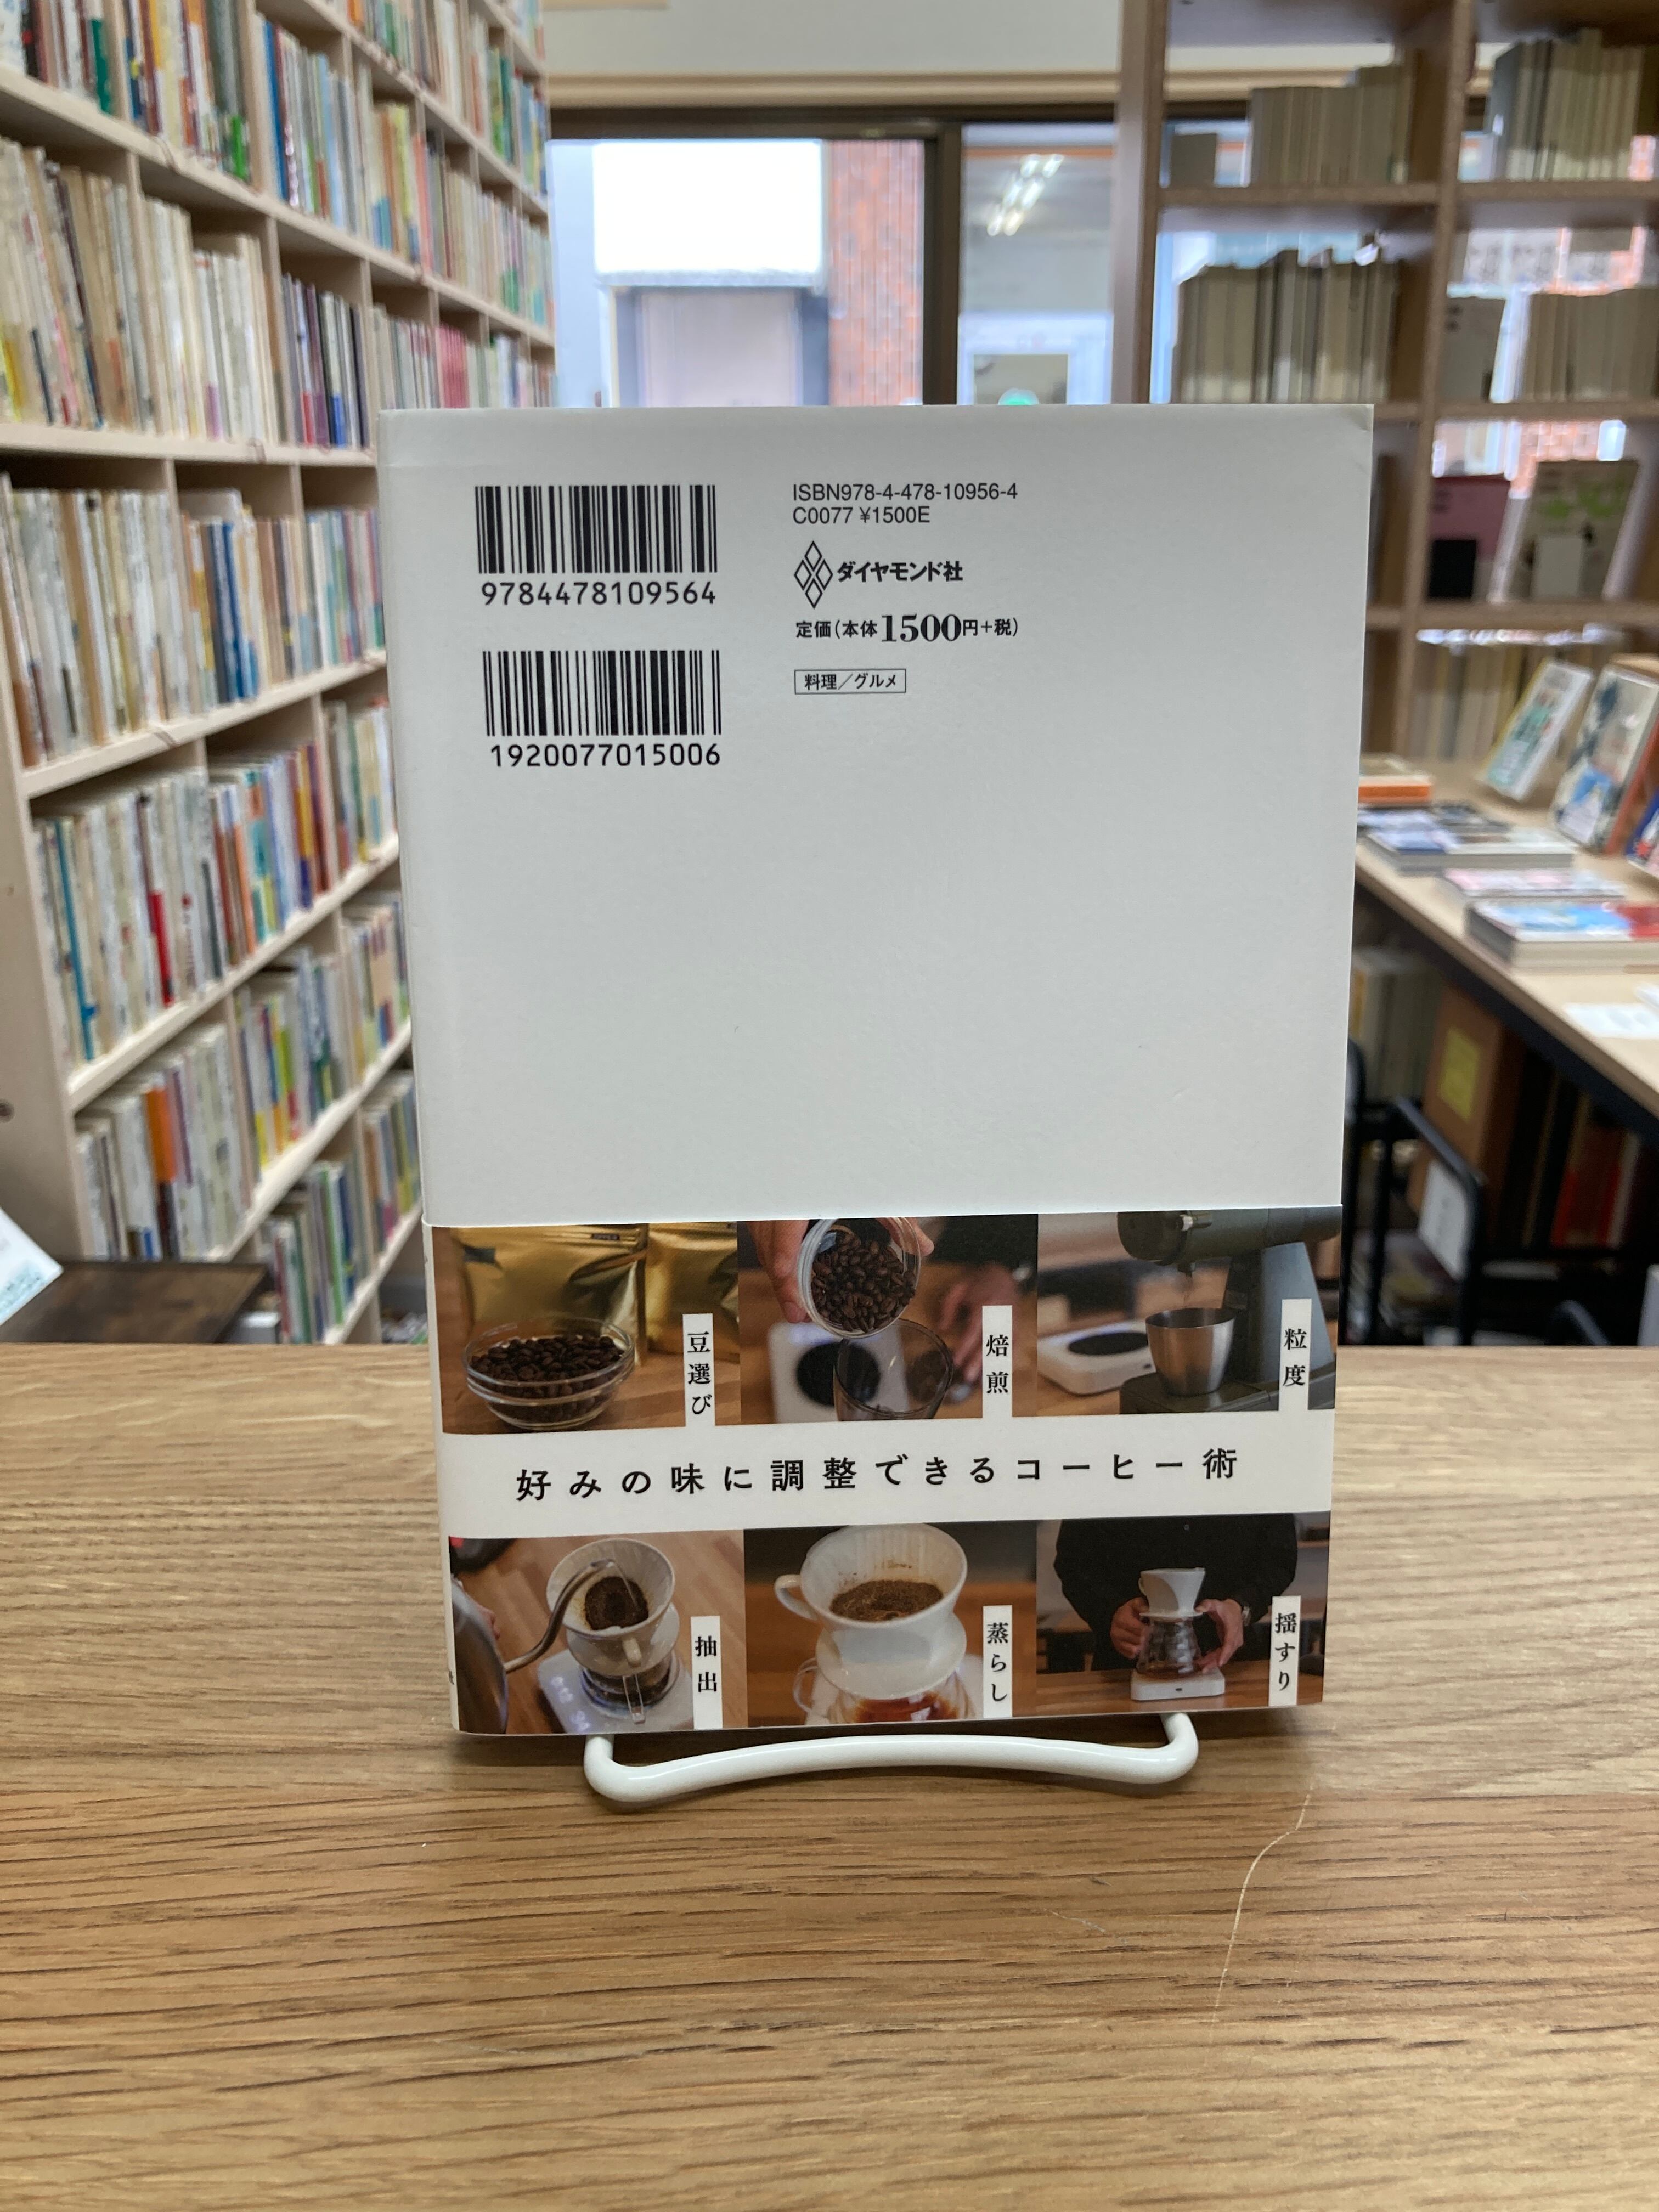 9784478109564
1920077015006
ISBN978-4-478-10956-4
C0077 ¥1500E
ダイヤモンド社
定価(本体1500円+税)
料理/グルメ
豆選び
焙煎
粒度
好みの味に調整できるコーヒー術
抽出
蒸らし
揺すり